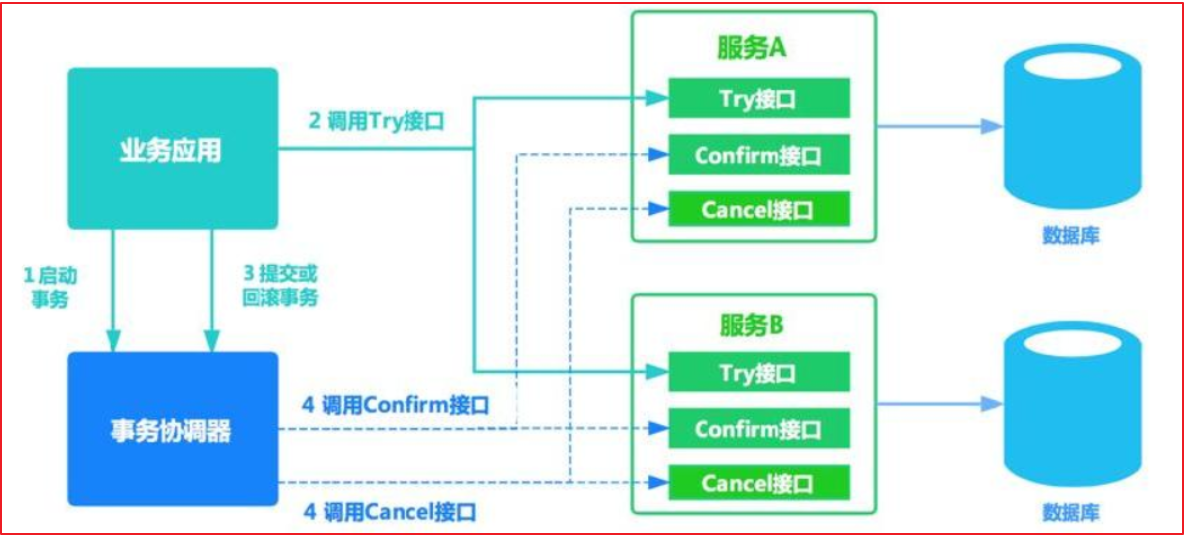 服务A
Try接口
Confirm接口
Cancel接口
数据库
业务应用
2 调用Try接口
1 启动
事务
3 提交或
回滚事务
事务协调器
4 调用Confirm接口
4 调用Cancel接口
服务B
Try接口
Confirm接口
Cancel接口
数据库